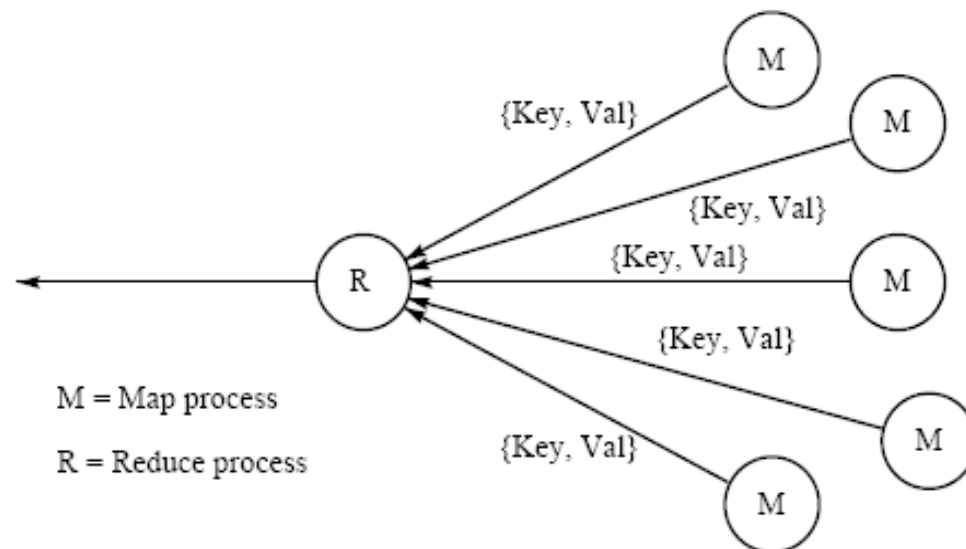 M
{Key, Val}
M
{Key, Val}
{Key, Val}
R
M
{Key, Val}
M = Map process
M
{Key, Val}
R = Reduce process
M